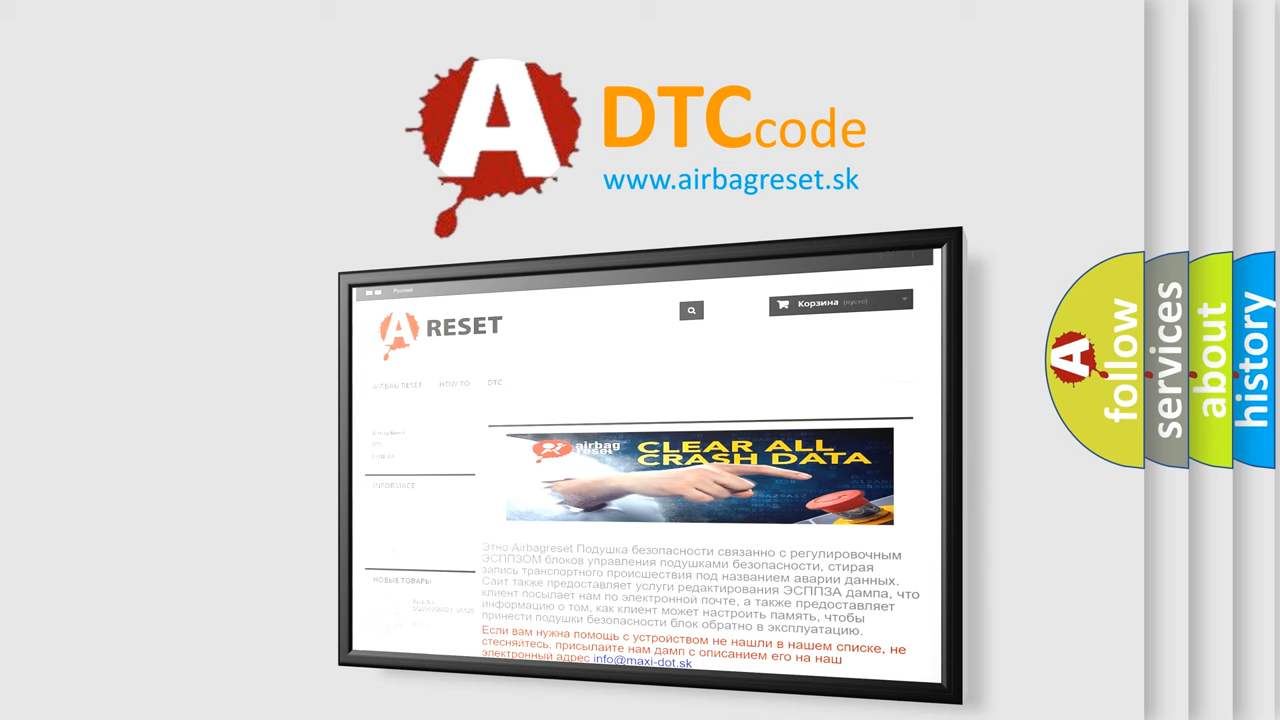 A DTC code
www.airbagreset.sk
Русский
A RESET
Корзина (пусто)
AIRBAG RESET HOW TO DTC
INFORMACE
airbag
reset
CLEAR ALL
CRASH DATA
Этно Airbagreset Подушка безопасности связанно с регулировочным
ЭСППЗОМ блоков управления подушками безопасности, стирая
запись транспортного происшествия под названием аварии данных.
Сайт также предоставляет услуги редактирования ЭСППЗА дампа, что
клиент посылает нам по электронной почте, а также предоставляет
информацию о том, как клиент может настроить память, чтобы
принести подушки безопасности блок обратно в эксплуатацию.
Если вам нужна помощь с устройством не нашли в нашем списке, не
стесняйтесь, присылайте нам дамп с описанием его на наш
электронный адрес info@maxi-dot.sk
НОВЫЕ ТОВАРЫ
A
follow
services
about
history